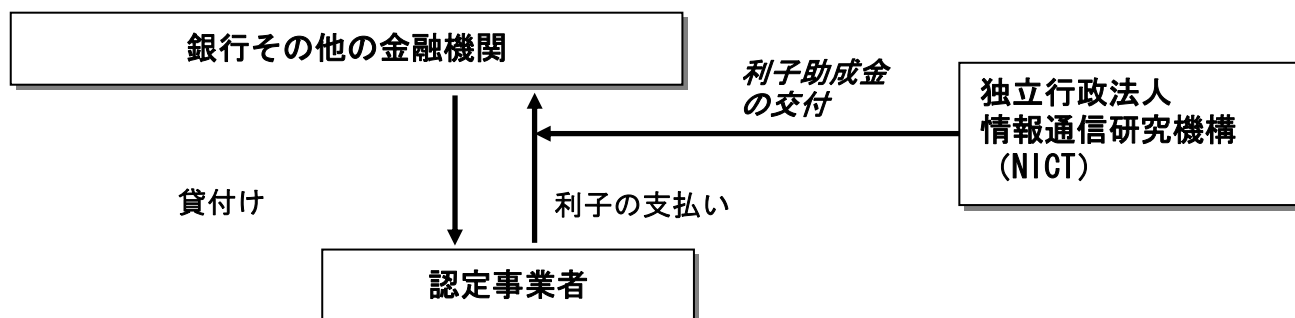 銀行その他の金融機関
利子助成金
の交付
独立行政法人
情報通信研究機構
(NICT)
貸付け
利子の支払い
認定事業者